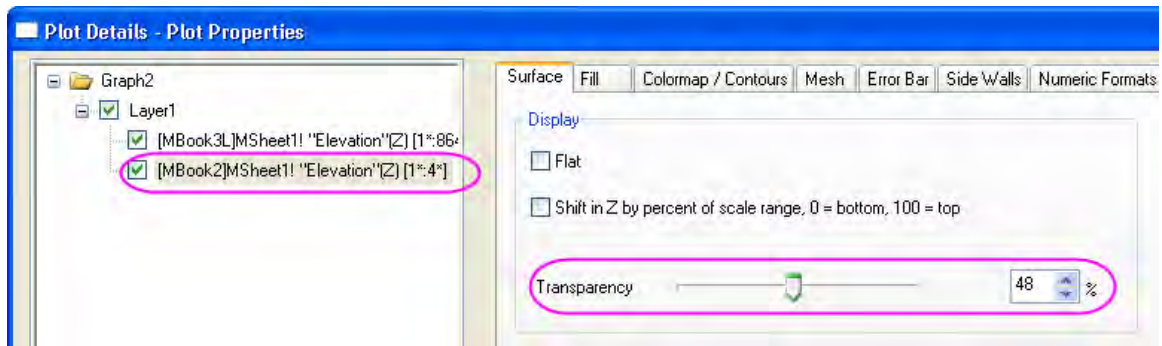 Plot Details - Plot Properties
Graph2
Layer1
[MBook3L]MSheet1! "Elevation"(Z) [1*:864
[MBook2]MSheet1! "Elevation"(Z) [1*:4*]
Surface Fill Colormap / Contours Mesh Error Bar Side Walls Numeric Formats
Display
Flat
Shift in Z by percent of scale range, 0 = bottom, 100 = top
Transparency 48 %